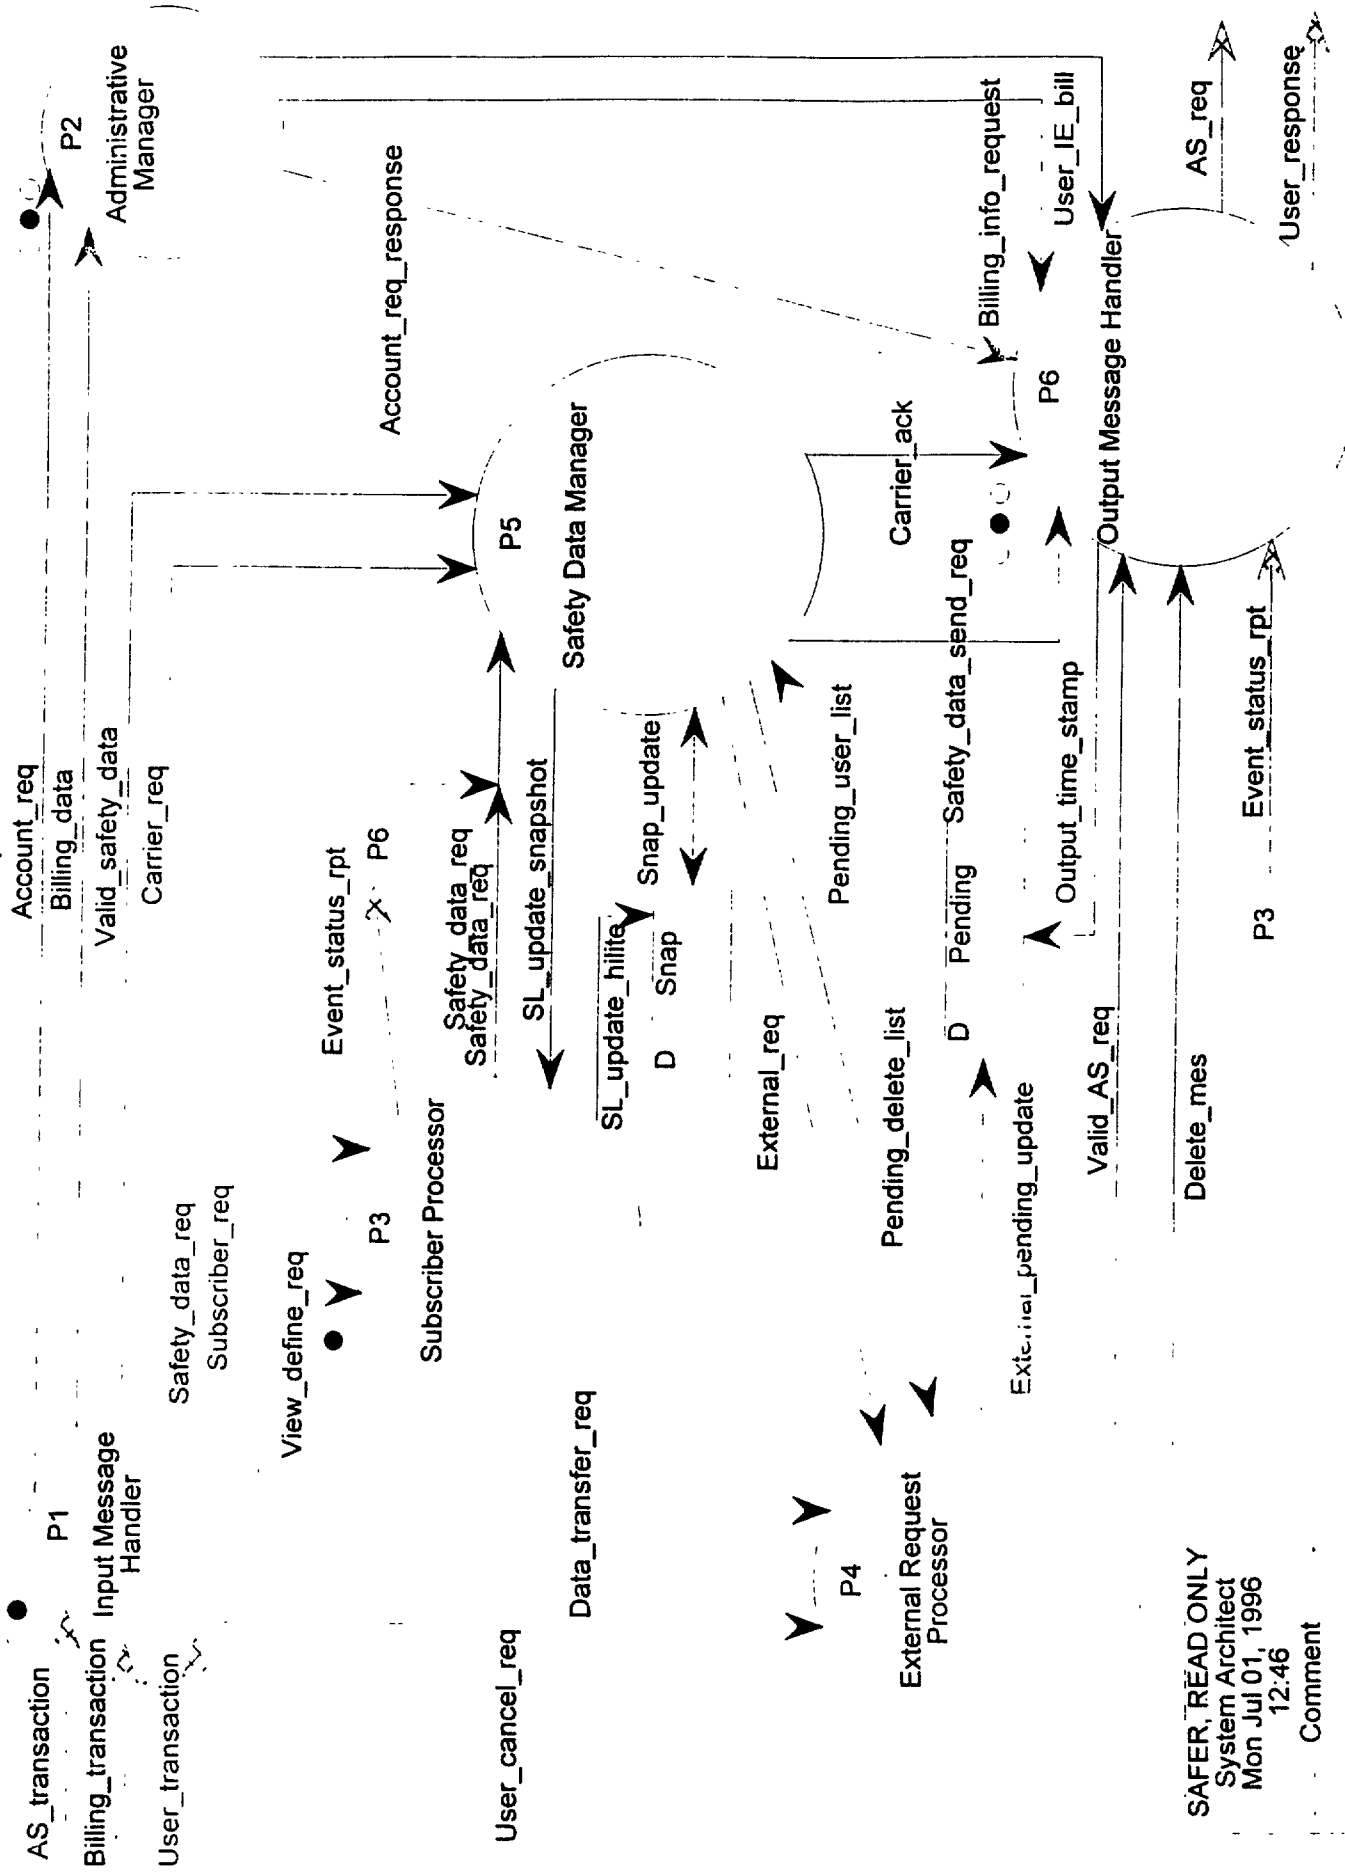 AS_transaction
Billing_transaction
User_transaction
P1
Input Message
Handler
Account_req
Billing_data
Valid_safety_data
Carrier_req
P2
Administrative
Manager
Safety_data_req
Subscriber_req
View_define_req
P3
Subscriber Processor
Event_status_rpt
P6
Safety_data_req
Safety_data_req
SL_update_snapshot
SL_update_hilite
D
Snap
Snap_update
P5
Safety Data Manager
Account_req_response
User_cancel_req
Data_transfer_req
P4
External Request
Processor
External_req
Pending_user_list
Pending_delete_list
D
Pending
Safety_data_send_req
External_pending_update
Output_time_stamp
Carrier_ack
Billing_info_request
User_IE_bill
P6
Output Message Handler
Valid_AS_req
Delete_mes
P3
Event_status_rpt
AS_req
User_response
SAFER, READ ONLY
System Architect
Mon Jul 01, 1996
12:46
Comment